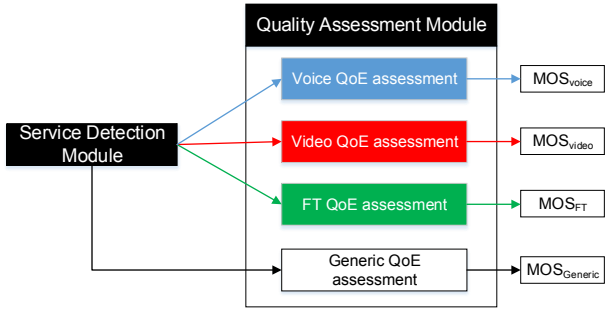 Quality Assessment Module
Voice QoE assessment
MOSvoice
Service Detection
Module
Video QoE assessment
MOSvideo
FT QoE assessment
MOSFT
Generic QoE
assessment
MOSGeneric